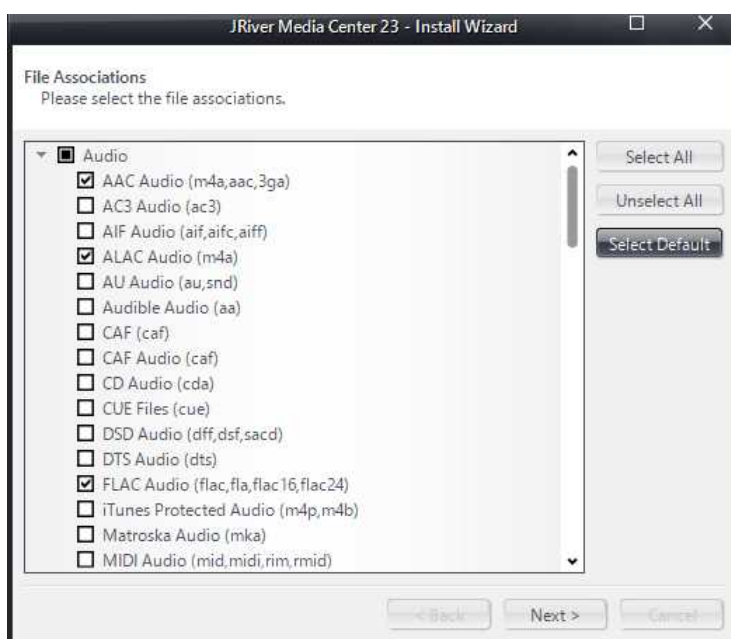 JRiver Media Center 23 - Install Wizard
File Associations
Please select the file associations.
Audio
AAC Audio (m4a,aac,3ga)
AC3 Audio (ac3)
AIF Audio (aif,aifc,aiff)
ALAC Audio (m4a)
AU Audio (au,snd)
Audible Audio (aa)
CAF (caf)
CAF Audio (caf)
CD Audio (cda)
CUE Files (cue)
DSD Audio (dff,dsf,sacd)
DTS Audio (dts)
FLAC Audio (flac,fla,flac16,flac24)
iTunes Protected Audio (m4p,m4b)
Matroska Audio (mka)
MIDI Audio (mid,midi,rim,rmid)
Select All
Unselect All
Select Default
< Back
Next >
Cancel